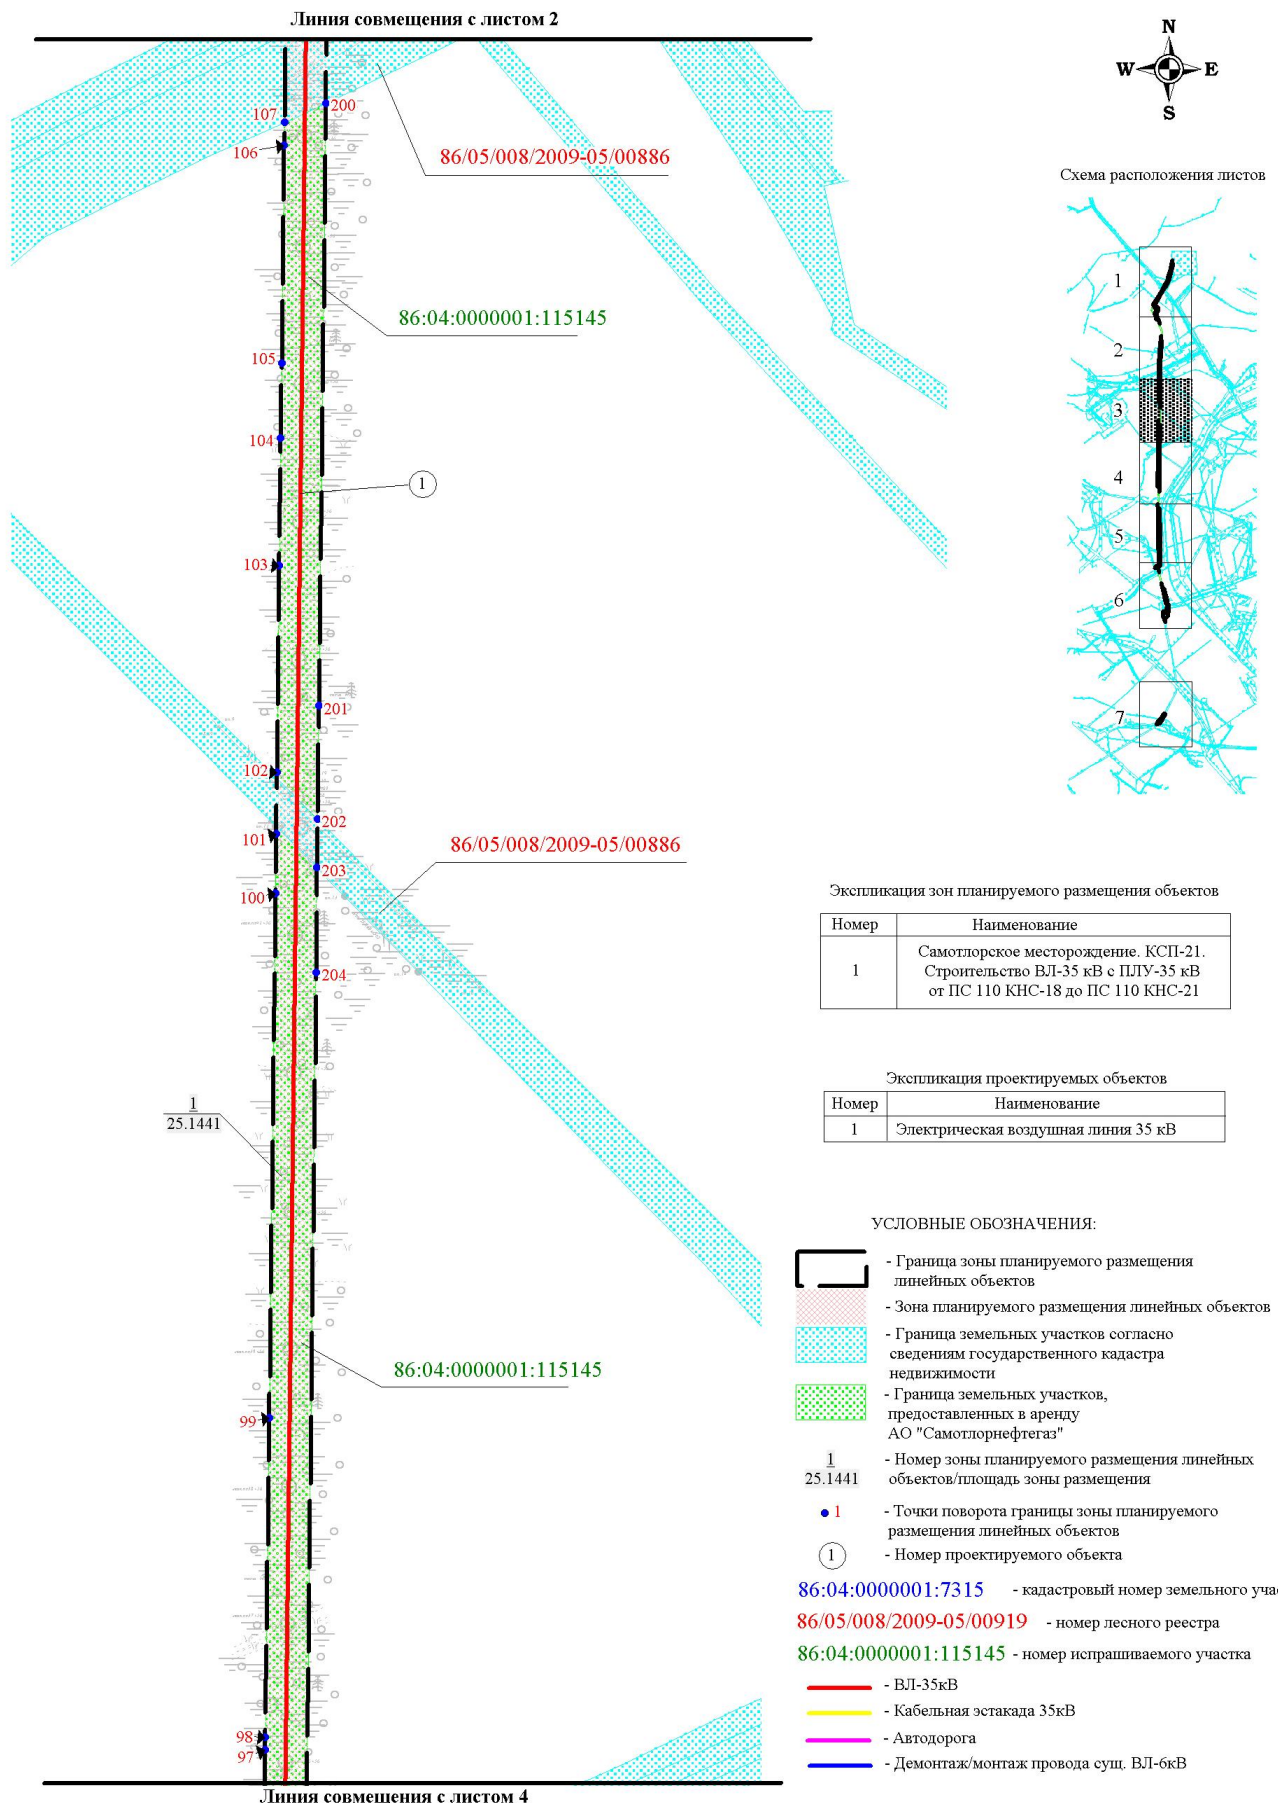 Линия совмещения с листом 2
N
W E
S
107
200
106
86/05/008/2009-05/00886
Схема расположения листов
1
2
3
4
5
6
7
86:04:0000001:115145
105
104
1
103
201
102
202
101
86/05/008/2009-05/00886
203
100
204
Экспликация зон планируемого размещения объектов
Номер Наименование
1
Самотлорское месторождение. КСП-21.
Строительство ВЛ-35 кВ с ПЛУ-35 кВ
от ПС 110 КНС-18 до ПС 110 КНС-21
Экспликация проектируемых объектов
Номер Наименование
1 Электрическая воздушная линия 35 кВ
1
25.1441
УСЛОВНЫЕ ОБОЗНАЧЕНИЯ:
- Граница зоны планируемого размещения
линейных объектов
- Зона планируемого размещения линейных объектов
- Граница земельных участков согласно
сведениям государственного кадастра
недвижимости
- Граница земельных участков,
предоставленных в аренду
АО "Самотлорнефтегаз"
1
25.1441
- Номер зоны планируемого размещения линейных
объектов/площадь зоны размещения
1 - Точки поворота границы зоны планируемого
размещения линейных объектов
1 - Номер проектируемого объекта
86:04:0000001:7315 - кадастровый номер земельного учас
86/05/008/2009-05/00919 - номер лесного реестра
86:04:0000001:115145 - номер испрашиваемого участка
- ВЛ-35кВ
- Кабельная эстакада 35кВ
- Автодорога
- Демонтаж/монтаж провода сущ. ВЛ-6кВ
86:04:0000001:115145
99
98
97
Линия совмещения с листом 4